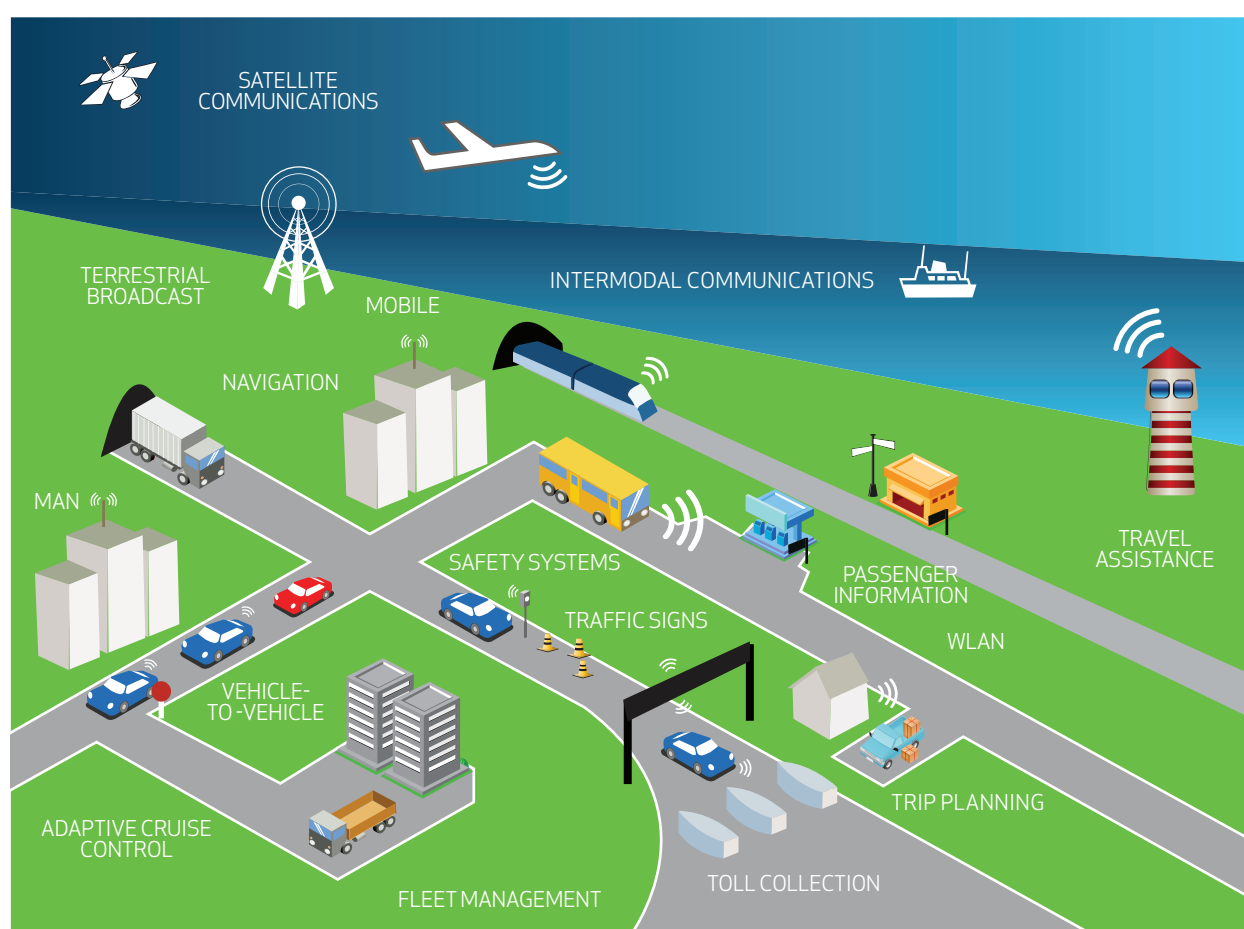 SATELLITE
COMMUNICATIONS
TERRESTRIAL
BROADCAST
INTERMODAL COMMUNICATIONS
MOBILE
NAVIGATION
MAN
TRAVEL
ASSISTANCE
SAFETY SYSTEMS
PASSENGER
INFORMATION
TRAFFIC SIGNS
WLAN
VEHICLE-
TO-VEHICLE
TRIP PLANNING
ADAPTIVE CRUISE
CONTROL
TOLL COLLECTION
FLEET MANAGEMENT